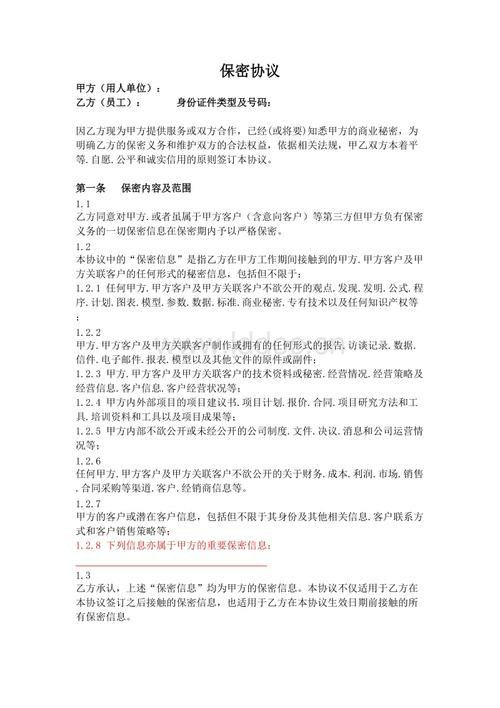 保密协议
甲方（用人单位）：
乙方（员工）： 身份证件类型及号码：
因乙方现为甲方提供服务或双方合作，已经(或将要)知悉甲方的商业秘密，为
明确乙方的保密义务和维护双方的合法权益，依据相关法规，甲乙双方本着平
等.自愿.公平和诚实信用的原则签订本协议。
第一条 保密内容及范围
1.1
乙方同意对甲方.或者虽属于甲方客户（含意向客户）等第三方但甲方负有保密
义务的一切保密信息在保密期内予以严格保密。
1.2
本协议中的“保密信息”是指乙方在甲方工作期间接触到的甲方.甲方客户及甲
方关联客户的任何形式的秘密信息，包括但不限于；
1.2.1 任何甲方.甲方客户及甲方关联客户不欲公开的观点.发现.发明.公式.程
序.计划.图表.模型.参数.数据.标准.商业秘密.专有技术以及任何知识产权等
；
1.2.2
甲方.甲方客户及甲方关联客户制作或拥有的任何形式的报告.访谈记录.数据.
信件.电子邮件.报表.模型以及其他文件的原件或副件；
1.2.3 甲方.甲方客户及甲方关联客户的技术资料或秘密.经营情况.经营策略及
经营信息.客户信息.客户经营状况等；
1.2.4 甲方内外部项目的项目建议书.项目计划.报价.合同.项目研究方法和工
具.培训资料和工具以及项目成果等；
1.2.5 甲方内部不欲公开或未经公开的公司制度.文件.决议.消息和公司运营情
况等；
1.2.6
任何甲方.甲方客户及甲方关联客户不欲公开的关于财务.成本.利润.市场.销售
.合同采购等渠道.客户.经销商信息等。
1.2.7
甲方的客户或潜在客户信息，包括但不限于其身份及其他相关信息.客户联系方
式和客户销售策略等；
1.2.8 下列信息亦属于甲方的重要保密信息：
1.3
乙方承认，上述“保密信息”均为甲方的保密信息。本协议不仅适用于乙方在
本协议签订之后接触的保密信息，也适用于乙方在本协议生效日期前接触的所
有保密信息。